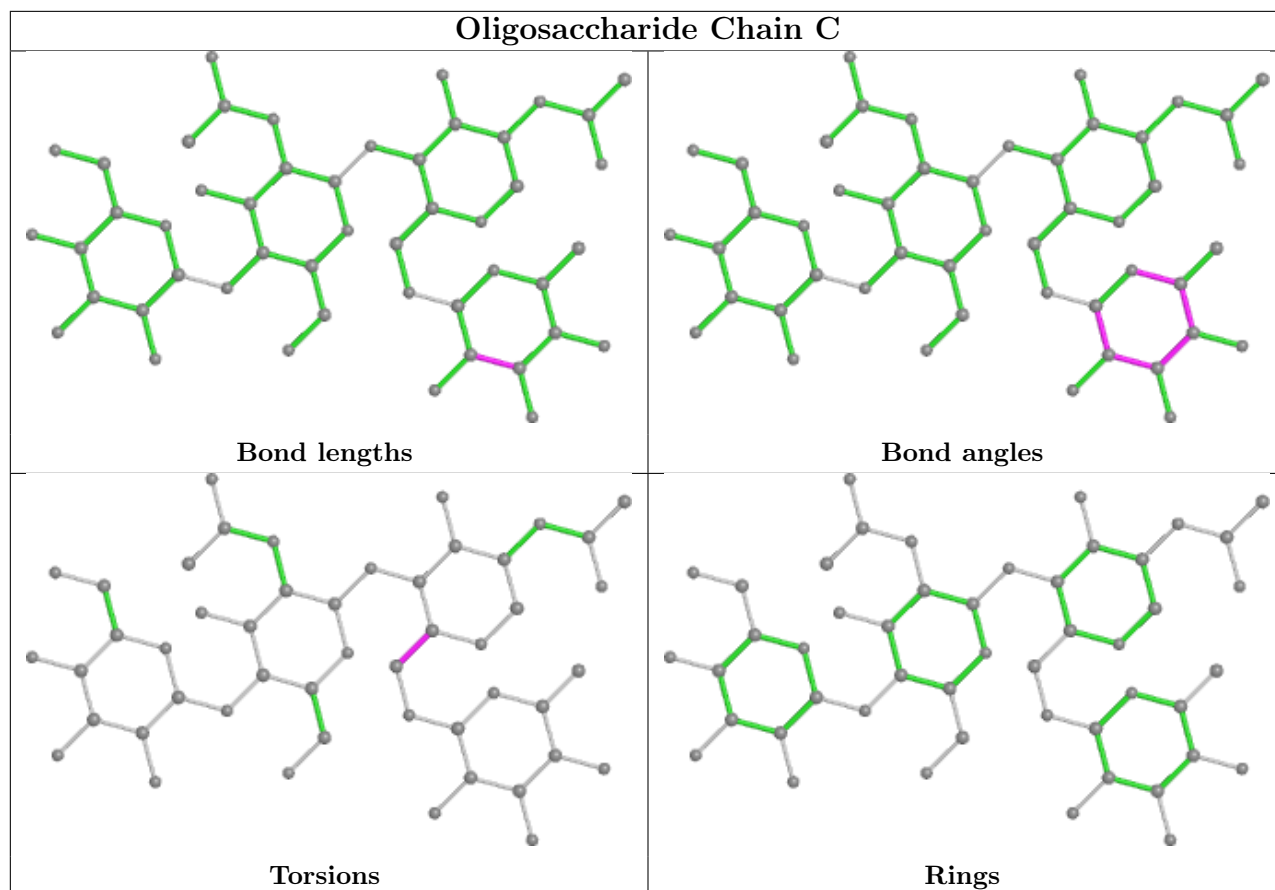 Oligosaccharide Chain C
Bond lengths
Bond angles
Torsions
Rings